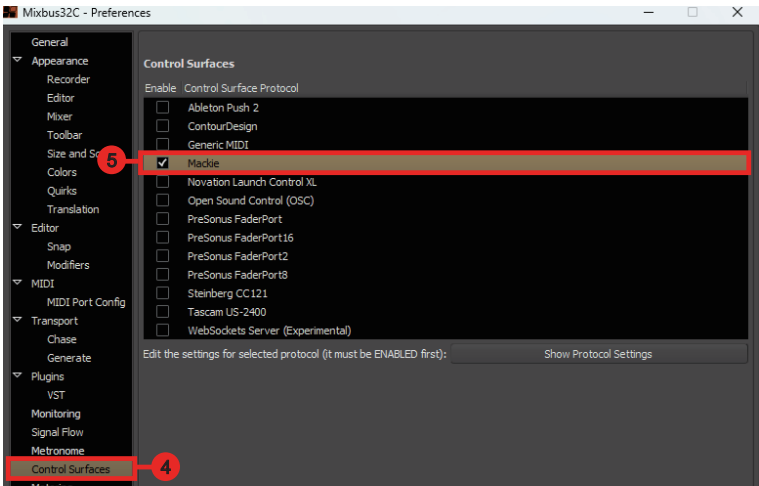 Mixbus32C - Preferences
General
Appearance
Recorder
Editor
Mixer
Toolbar
Size and
5
Colors
Quirks
Translation
Editor
Snap
Modifiers
MIDI
MIDI Port Config
Transport
Chase
Generate
Plugins
VST
Monitoring
Signal Flow
Metronome
Control Surfaces
4
Control Surfaces
Enable Control Surface Protocol
Ableton Push 2
ContourDesign
Generic MIDI
Mackie
Novation Launch Control XL
Open Sound Control (OSC)
PreSonus FaderPort
PreSonus FaderPort16
PreSonus FaderPort2
PreSonus FaderPort8
Steinberg CC121
Tascam US-2400
WebSockets Server (Experimental)
Edit the settings for selected protocol (it must be ENABLED first): Show Protocol Settings